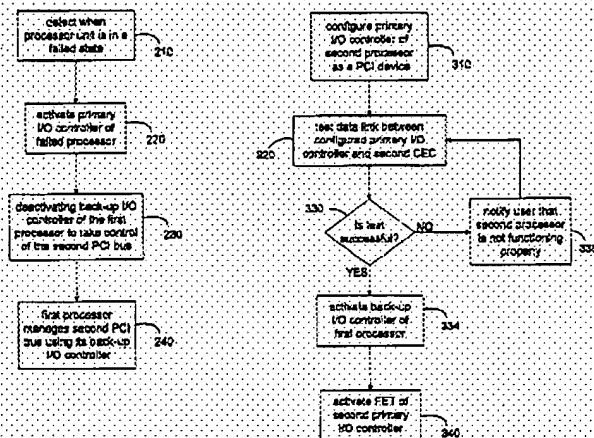 detect when
processor unit is in a
failed state
210
activate primary
I/O controller of
failed processor
220
deactivating back-up I/O
controller of the first
processor to take control
of the second PCI bus
230
first processor
manages second PCI
bus using its back-up
I/O controller
240
configure primary
I/O controller of
second processor
as a PCI device
310
test data link between
configured primary I/O
controller and second CEC
320
330
Is test
successful?
NO
YES
notify user that
second processor
is not functioning
properly
335
activate back-up
I/O controller of
first processor
334
activate FET of
second primary
I/O controller
340